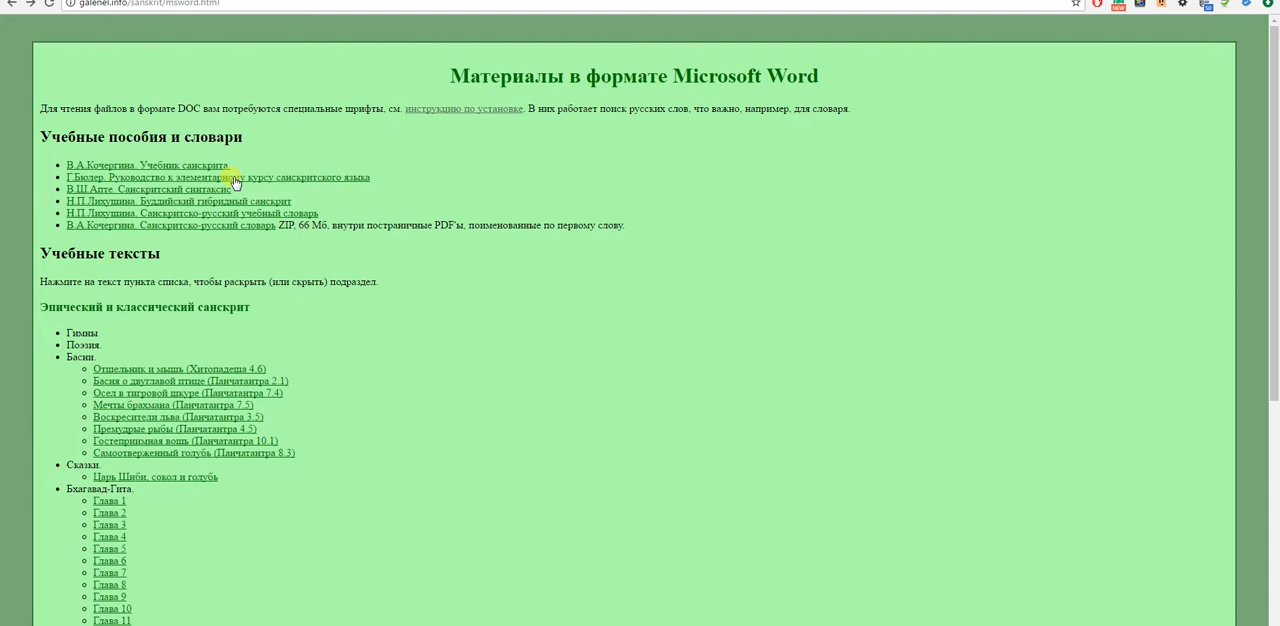 galenel.info/sanskrit/msword.html
NEW
50
Материалы в формате Microsoft Word
Для чтения файлов в формате DOC вам потребуются специальные шрифты, см. инструкцию по установке. В них работает поиск русских слов, что важно, например, для словаря.
Учебные пособия и словари
В.А.Кочергина. Учебник санскрита.
Г.Бюлер. Руководство к элементарному курсу санскритского языка
В.Ш.Апте. Санскритский синтаксис
Н.П.Лихушина. Буддийский гибридный санскрит
Н.П.Лихушина. Санскритско-русский учебный словарь
В.А.Кочергина. Санскритско-русский словарь ZIP, 66 Мб, внутри постраничные PDF'ы, поименованные по первому слову.
Учебные тексты
Нажмите на текст пункта списка, чтобы раскрыть (или скрыть) подраздел.
Эпический и классический санскрит
Гимны
Поэзия.
Басни.
Отшельник и мышь (Хитопадеша 4.6)
Басня о двуглавой птице (Панчатантра 2.1)
Осел в тигровой шкуре (Панчатантра 7.4)
Мечты брахмана (Панчатантра 7.5)
Воскресители льва (Панчатантра 3.5)
Премудрые рыбы (Панчатантра 4.5)
Гостеприимная вошь (Панчатантра 10.1)
Самоотверженный голубь (Панчатантра 8.3)
Сказки.
Царь Шиби, сокол и голубь
Бхагавад-Гита.
Глава 1
Глава 2
Глава 3
Глава 4
Глава 5
Глава 6
Глава 7
Глава 8
Глава 9
Глава 10
Глава 11